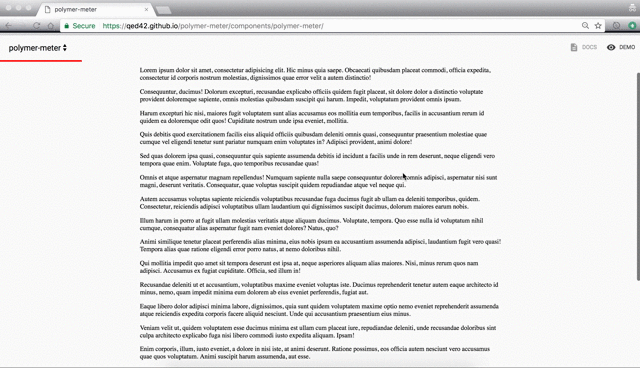 polymer-meter
Secure
https://qed42.github.io/polymer-meter/components/polymer-meter/
polymer-meter
DOCS
DEMO
Lorem ipsum dolor sit amet, consectetur adipisicing elit. Hic minus quia saepe. Obcaecati quibusdam placeat commodi, officia expedita,
consectetur id corporis nostrum molestias, dignissimos quae error velit a autem distinctio!
Consequuntur, ducimus! Dolorum excepturi, recusandae explicabo officiis quidem fugit placeat, sit dolore dolor a distinctio voluptate
provident doloremque sapiente, omnis molestias quibusdam suscipit qui harum. Impedit, voluptatum provident omnis ipsum.
Harum excepturi hic nisi, maiores fugit voluptatum sunt alias accusamus eos mollitia eum temporibus, facilis in accusantium rerum id
quidem ea doloremque odit quos! Cupiditate nostrum unde ipsa eveniet, mollitia.
Quis debitis quod exercitationem facilis eius aliquid officiis quibusdam deleniti omnis quasi, consequuntur praesentium molestiae quae
cumque vel eligendi tenetur sunt pariatur numquam enim voluptates in? Adipisci provident, animi dolore!
Sed quas dolorem ipsa quasi, consequuntur quis sapiente assumenda debitis id incidunt a facilis unde in rem deserunt, neque eligendi vero
tempora quae enim. Voluptate fuga, quo temporibus recusandae quas!
Omnis et atque aspernatur magnam repellendus! Numquam sapiente nulla saepe consequuntur dolores omnis adipisci, aspernatur nisi sunt
magni, deserunt veritatis. Consequatur, quae voluptas suscipit quidem repudiandae atque vel neque qui.
Autem accusamus voluptas sapiente reiciendis voluptatibus recusandae fuga ducimus fugit ab ullam ea deleniti temporibus, quidem.
Consectetur, reiciendis adipisci voluptatibus ullam laudantium qui dignissimos suscipit ducimus, dolorum maiores earum nobis.
Illum harum in porro at fugit ullam molestias veritatis atque aliquam ducimus. Voluptate, tempora. Quo esse nulla id voluptatum nihil
cumque, consequatur alias aspernatur fugit nam eveniet dolores? Natus, quo?
Animi similique tenetur placeat perferendis alias minima, eius nobis ipsum ea accusantium assumenda adipisci, laudantium fugit vero quasi!
Tempora alias quae ratione eligendi error porro natus, at nemo doloribus nihil.
Qui mollitia impedit quo amet sit tempora deserunt est ipsa at, neque asperiores aliquam alias maiores. Nisi, minus rerum quos nam
adipisci. Accusamus ex fugiat cupiditate. Officia, sed illum in!
Recusandae deleniti ut et accusantium, voluptatibus maxime eveniet voluptas iste. Ducimus reprehenderit tenetur autem eaque architecto id
minus, nemo, quam impedit minima eum dolorem ab eius eveniet perferendis, fugiat aut.
Eaque libero dolor adipisci minima labore, dignissimos, quia sunt quidem voluptatem maxime optio nemo eveniet reprehenderit assumenda
atque reiciendis expedita corporis facere aliquid nesciunt. Unde qui accusantium praesentium eius minus.
Veniam velit ut, quidem voluptatem esse ducimus minima est ullam cum placeat iure, repudiandae deleniti, unde recusandae doloribus sint
culpa architecto explicabo fuga nisi libero commodi iusto expedita aliquam. Ipsam!
Enim corporis, illum, iusto eveniet, a dolore in nisi iste, at animi deserunt. Ratione possimus, eos officia autem nesciunt vero accusamus
quae quos voluptatum. Animi suscipit harum assumenda, aut esse.